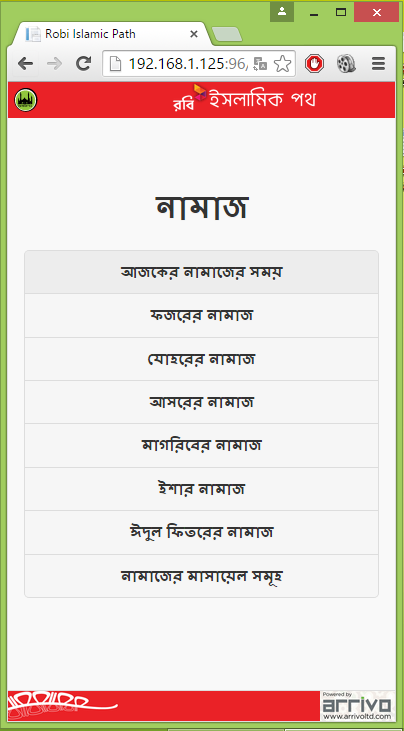 Robi Islamic Path
192.168.1.125:96,
রবি ইসলামিক পথ
নামাজ
আজকের নামাজের সময়
ফজরের নামাজ
যোহরের নামাজ
আসরের নামাজ
মাগরিবের নামাজ
ইশার নামাজ
ঈদুল ফিতরের নামাজ
নামাজের মাসায়েল সমূহ
Powered by
arrivo
www.arrivoltd.com